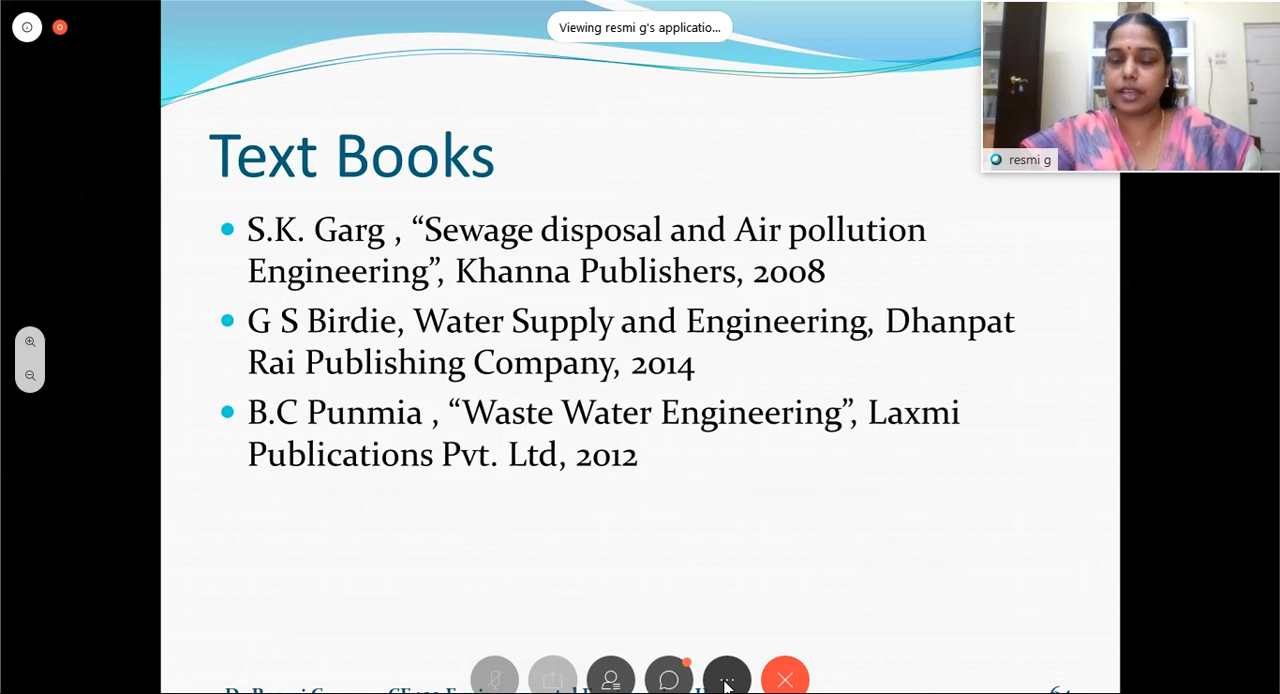 Viewing resmi g's applicatio...
resmi g
Text Books
S.K. Garg , “Sewage disposal and Air pollution
Engineering”, Khanna Publishers, 2008
G S Birdie, Water Supply and Engineering, Dhanpat
Rai Publishing Company, 2014
B.C Punmia , “Waste Water Engineering”, Laxmi
Publications Pvt. Ltd, 2012